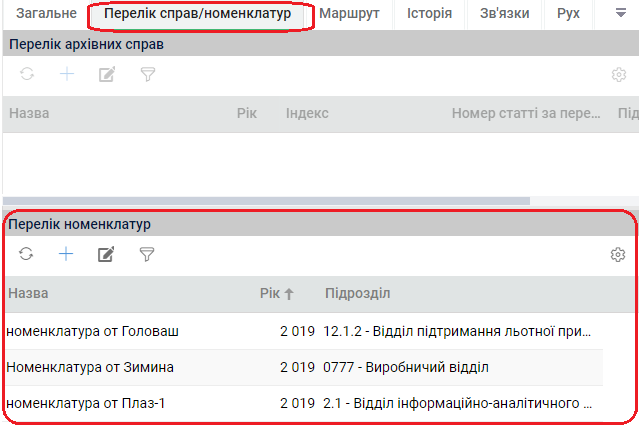 Загальне Перелік справ/номенклатур Маршрут Історія Зв'язки Рух
Перелік архівних справ
Назва Рік Індекс Номер статті за пере... Пі
Перелік номенклатур
Назва Рік Підрозділ
номенклатура от Головаш 2 019 12.1.2 - Відділ підтримання льотної при...
Номенклатура от Зимина 2 019 0777 - Виробничий відділ
номенклатура от Плаз-1 2 019 2.1 - Відділ інформаційно-аналітичного ...